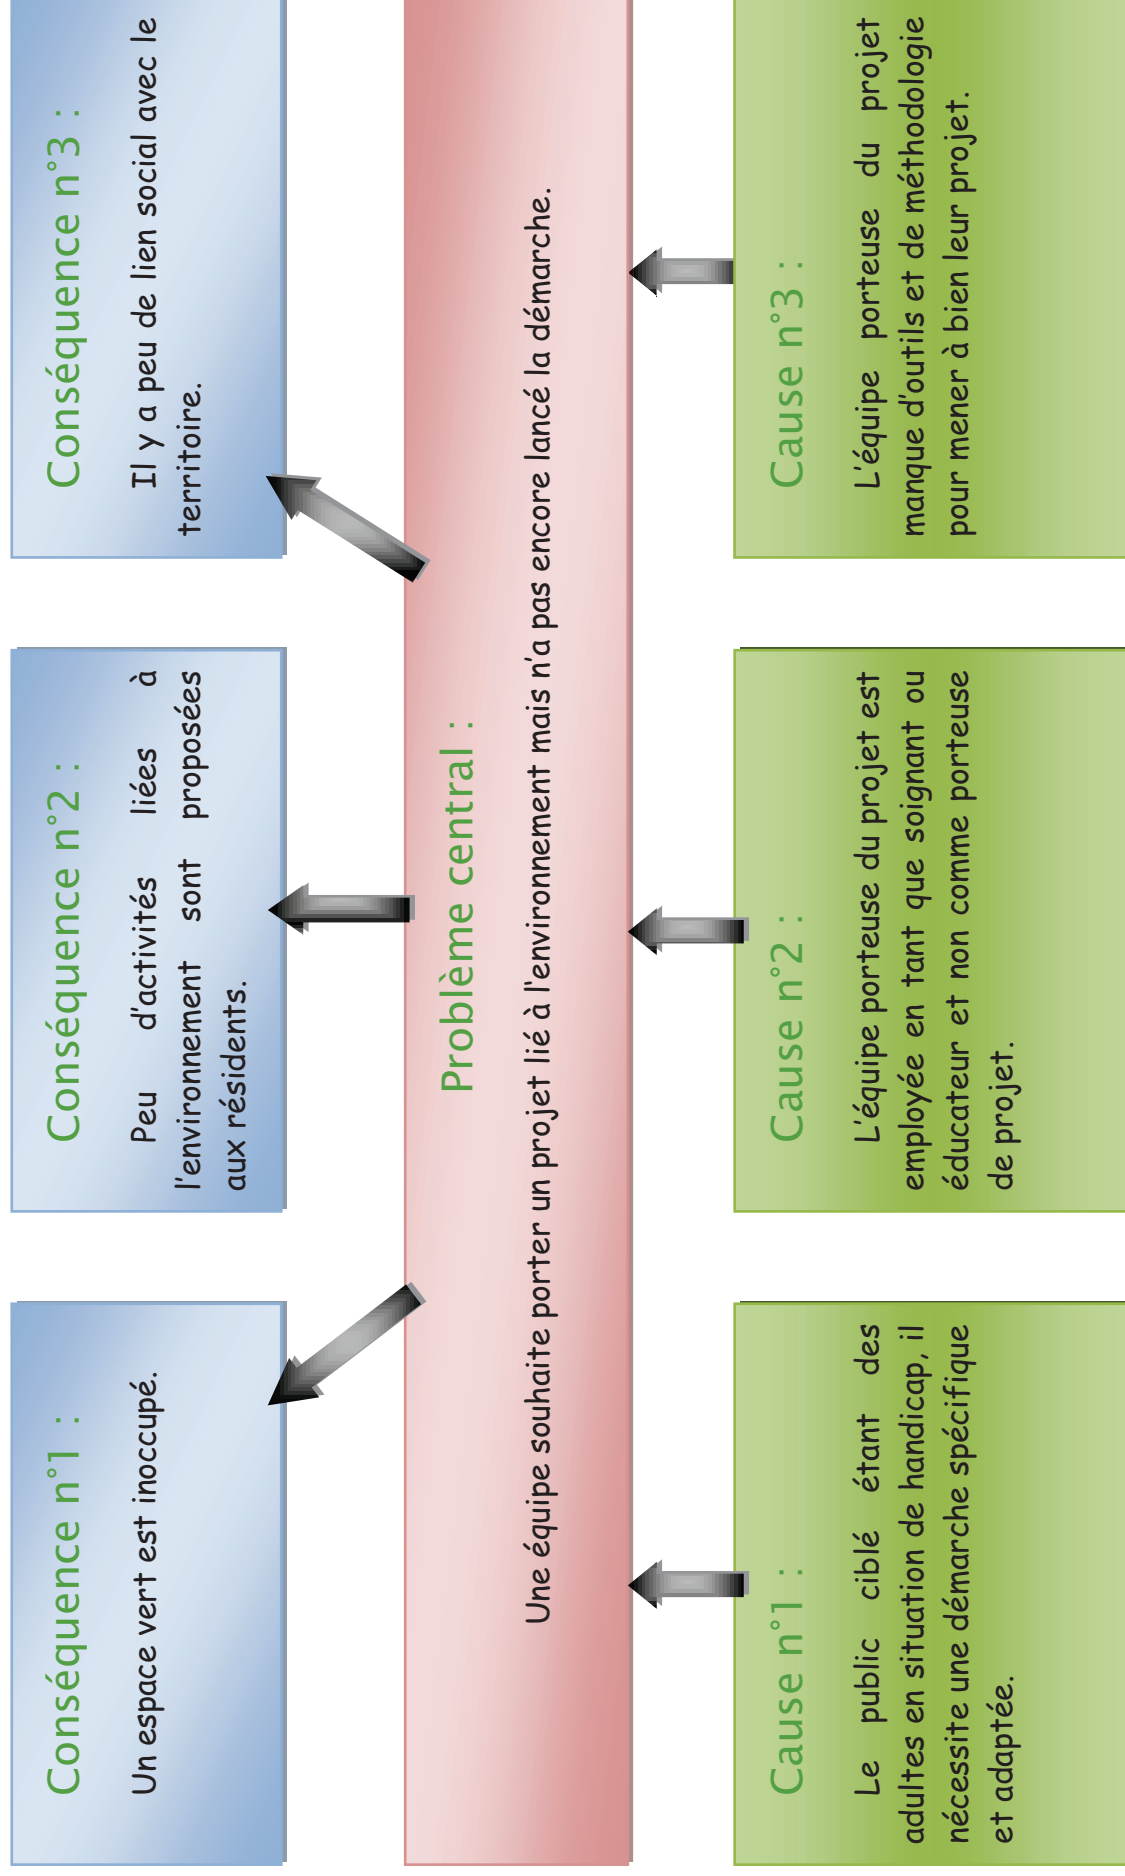 Conséquence n°1 :
Un espace vert est inoccupé.
Conséquence n°2 :
Peu d'activités liées à
l'environnement sont proposées
aux résidents.
Conséquence n°3 :
Il y a peu de lien social avec le
territoire.
Problème central :
Une équipe souhaite porter un projet lié à l'environnement mais n'a pas encore lancé la démarche.
Cause n°1 :
Le public ciblé étant des
adultes en situation de handicap, il
nécessite une démarche spécifique
et adaptée.
Cause n°2 :
L'équipe porteuse du projet est
employée en tant que soignant ou
éducateur et non comme porteuse
de projet.
Cause n°3 :
L'équipe porteuse du projet
manque d'outils et de méthodologie
pour mener à bien leur projet.